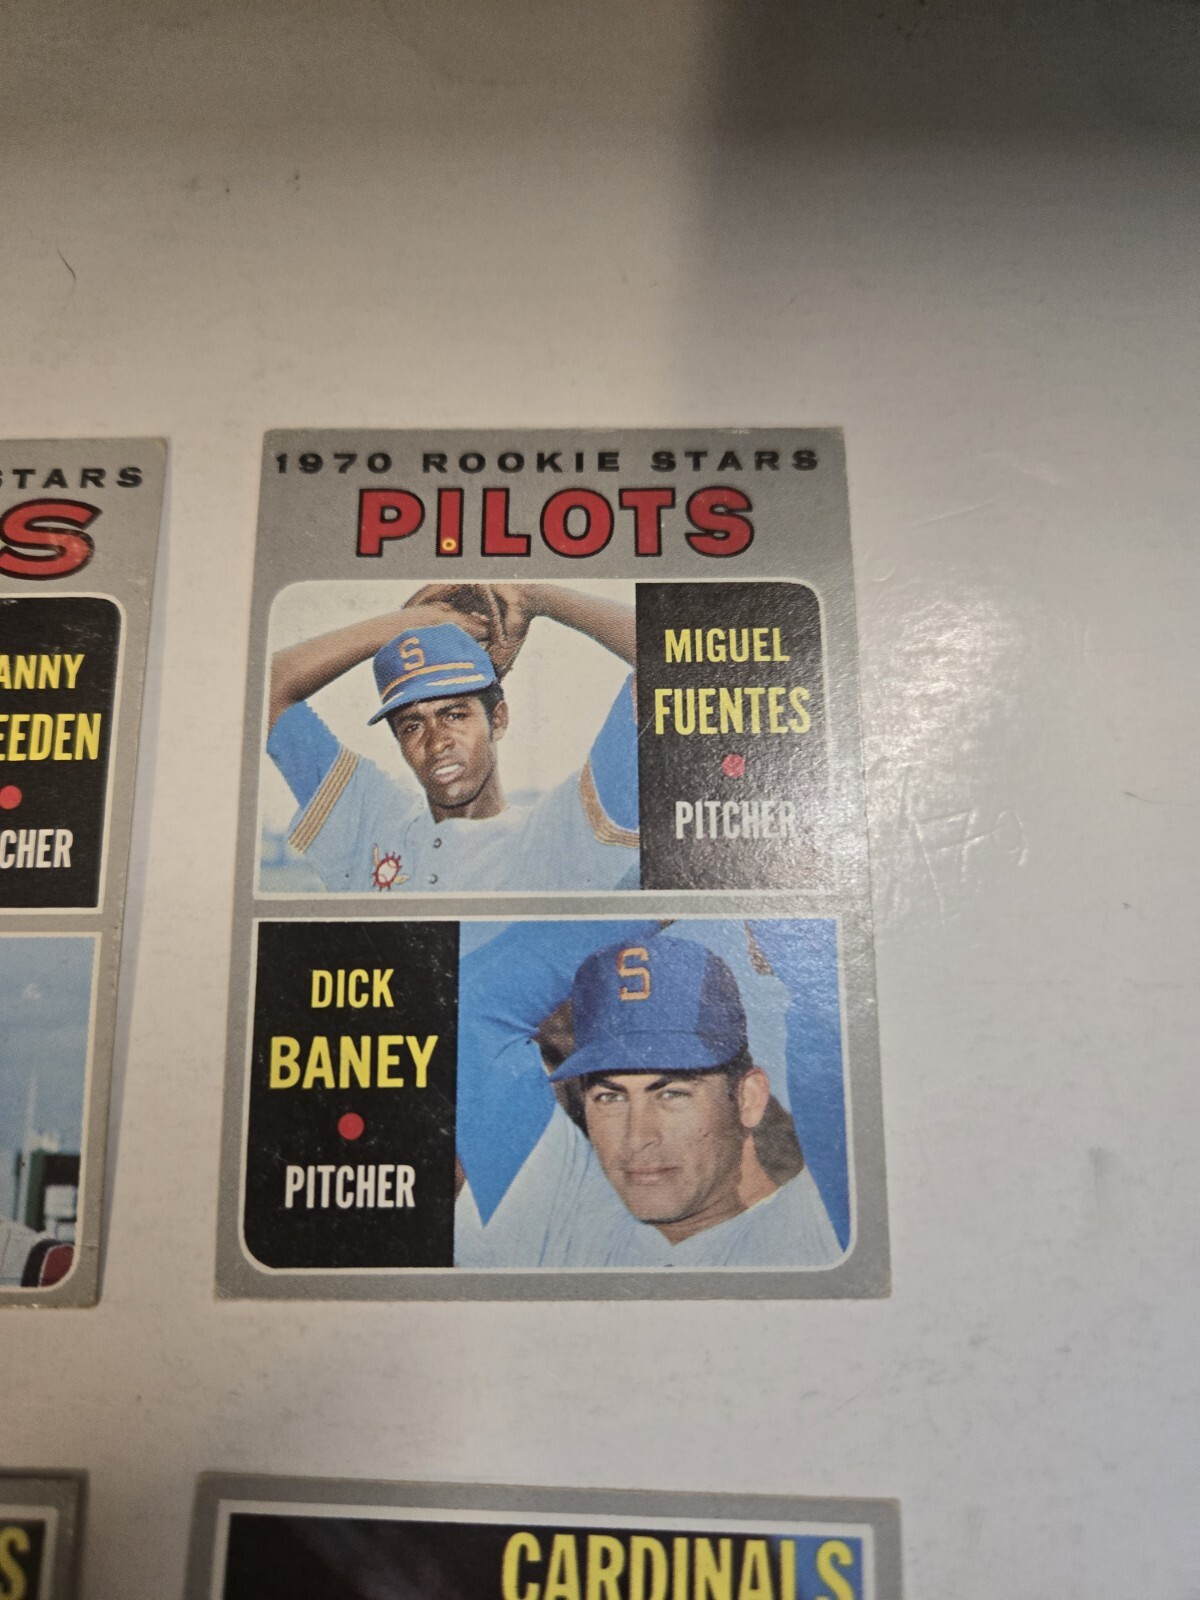 STARS
S
ANNY
EEDEN
CHER
1970 ROOKIE STARS
PILOTS
S
MIGUEL
FUENTES
PITCHER
DICK
BANEY
PITCHER
S
S
CARDINALS